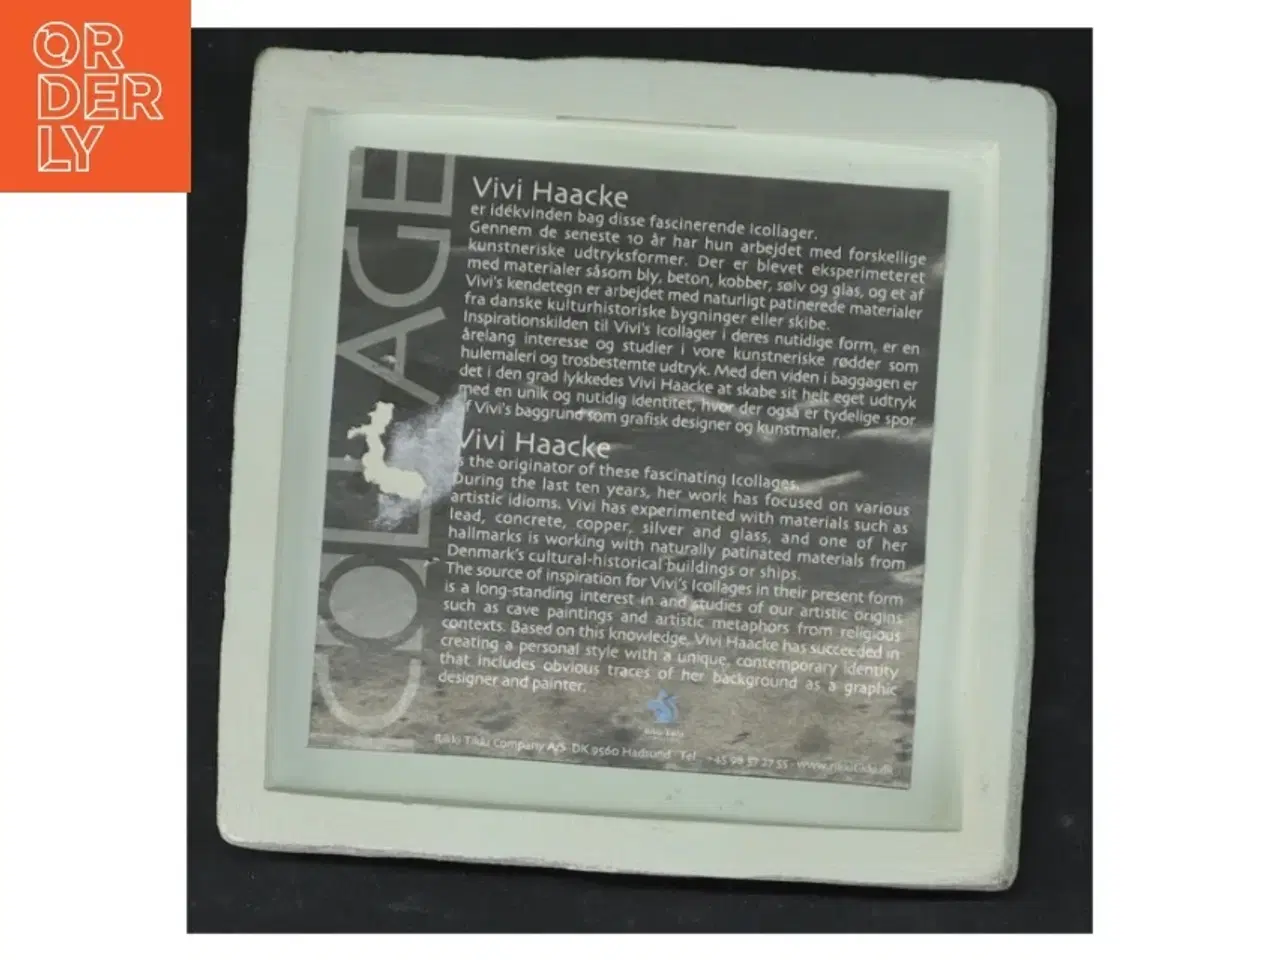 ORDERLY
COLLAGE
Vivi Haacke
er idékvinden bag disse fascinerende Icollager.
Gennem de seneste 10 år har hun arbejdet med forskellige
kunstneriske udtryksformer. Der er blevet eksperimeteret
med materialer såsom bly, beton, kobber, sølv og glas, og et af
Vivi's kendetegn er arbejdet med naturligt patinerede materialer
fra danske kulturhistoriske bygninger eller skibe.
Inspirationskilden til Vivi's Icollager i deres nutidige form, er en
årelang interesse og studier i vore kunstneriske rødder som
hulemaleri og trosbestemte udtryk. Med den viden i baggagen er
det i den grad lykkedes Vivi Haacke at skabe sit helt eget udtryk
med en unik og nutidig identitet, hvor der også er tydelige spor
f Vivi's baggrund som grafisk designer og kunstmaler.
Vivi Haacke
s the originator of these fascinating Icollages.
During the last ten years, her work has focused on various
artistic idioms. Vivi has experimented with materials such as
lead, concrete, copper, silver and glass, and one of her
hallmarks is working with naturally patinated materials from
Denmark's cultural-historical buildings or ships.
The source of inspiration for Vivi's Icollages in their present form
is a long-standing interest in and studies of our artistic origins
such as cave paintings and artistic metaphors from religious
contexts. Based on this knowledge, Vivi Haacke has succeeded in
creating a personal style with a unique, contemporary identity
that includes obvious traces of her background as a graphic
designer and painter.
Rikki Tikki Company A/S · DK 9560 Hadsund · Tel. +45 98 57 27 55 · www.rikkitikki.dk